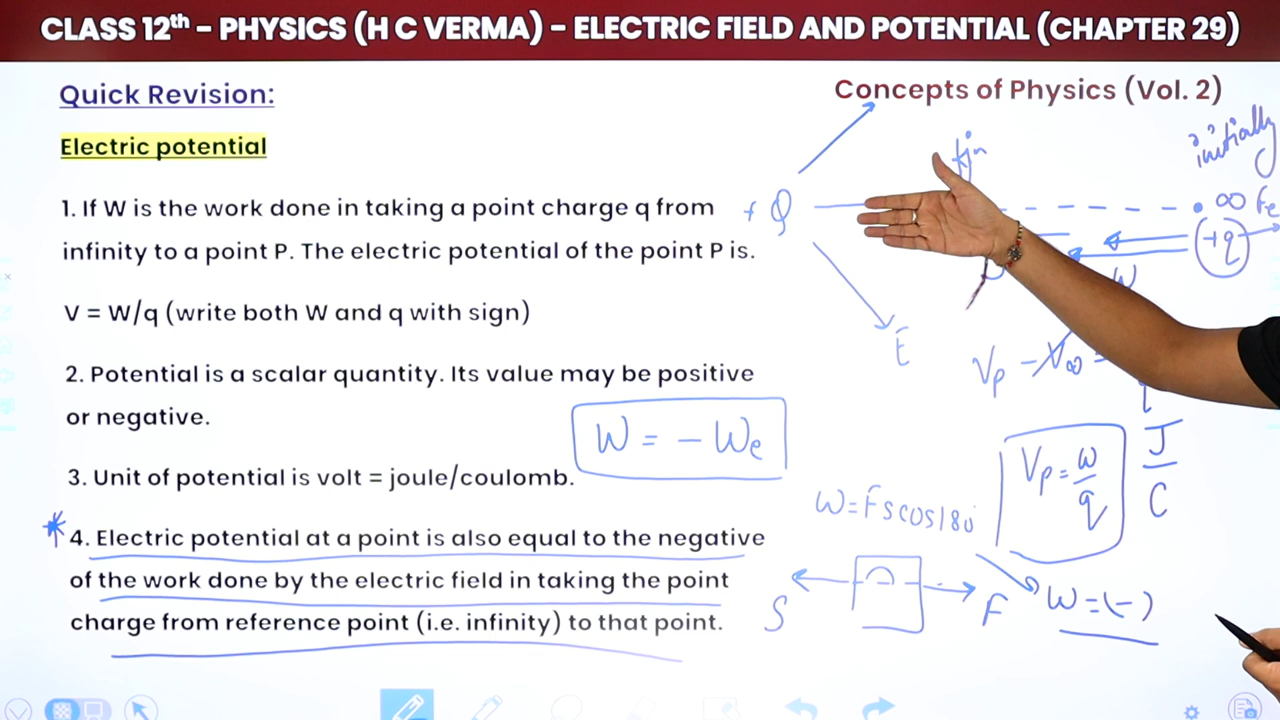 CLASS 12th – PHYSICS (H C VERMA) – ELECTRIC FIELD AND POTENTIAL (CHAPTER 29)
Quick Revision:
Concepts of Physics (Vol. 2)
Electric potential
1. If W is the work done in taking a point charge q from
infinity to a point P. The electric potential of the point P is.
V = W/q (write both W and q with sign)
2. Potential is a scalar quantity. Its value may be positive
or negative.
3. Unit of potential is volt = joule/coulomb.
4. Electric potential at a point is also equal to the negative
of the work done by the electric field in taking the point
charge from reference point (i.e. infinity) to that point.
W = – We
+ Q
initially
∞ Fe
+q
W
E
Vp – V∞ =
Vp = w/q
J/C
W = Fscos180
S
F
W = (–)